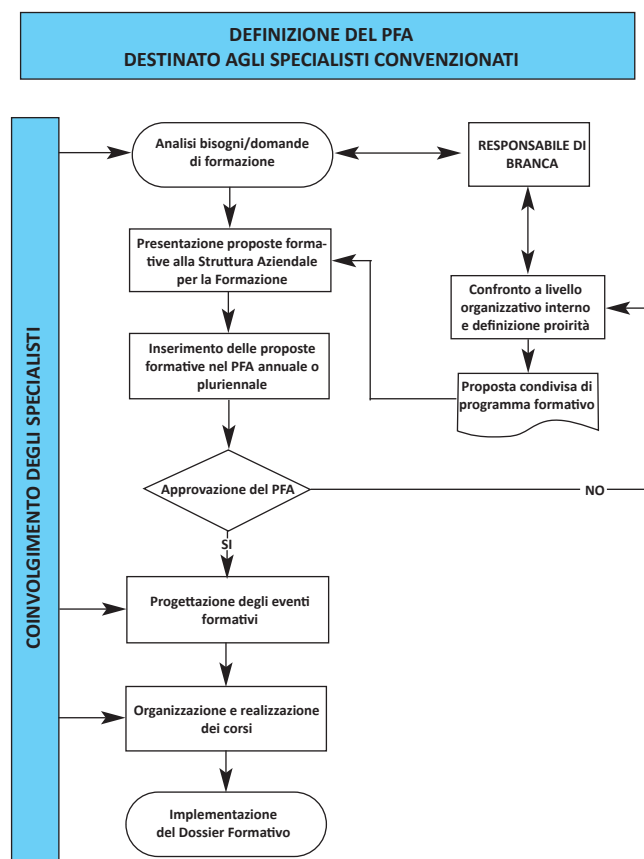 DEFINIZIONE DEL PFA
DESTINATO AGLI SPECIALISTI CONVENZIONATI
COINVOLGIMENTO DEGLI SPECIALISTI
Analisi bisogni/domande
di formazione
RESPONSABILE DI
BRANCA
Presentazione proposte forma-
tive alla Struttura Aziendale
per la Formazione
Confronto a livello
organizzativo interno
e definizione proirità
Inserimento delle proposte
formative nel PFA annuale o
pluriennale
Proposta condivisa di
programma formativo
Approvazione del PFA
NO
SI
Progettazione degli eventi
formativi
Organizzazione e realizzazione
dei corsi
Implementazione
del Dossier Formativo